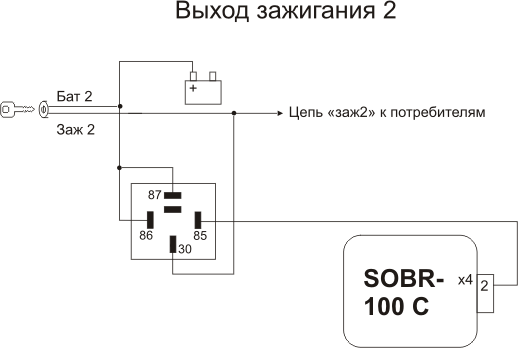 Выход зажигания 2
Бат 2
+
Заж 2
Цепь «заж2» к потребителям
87
86
85
30
SOBR-
100 C
x4
2